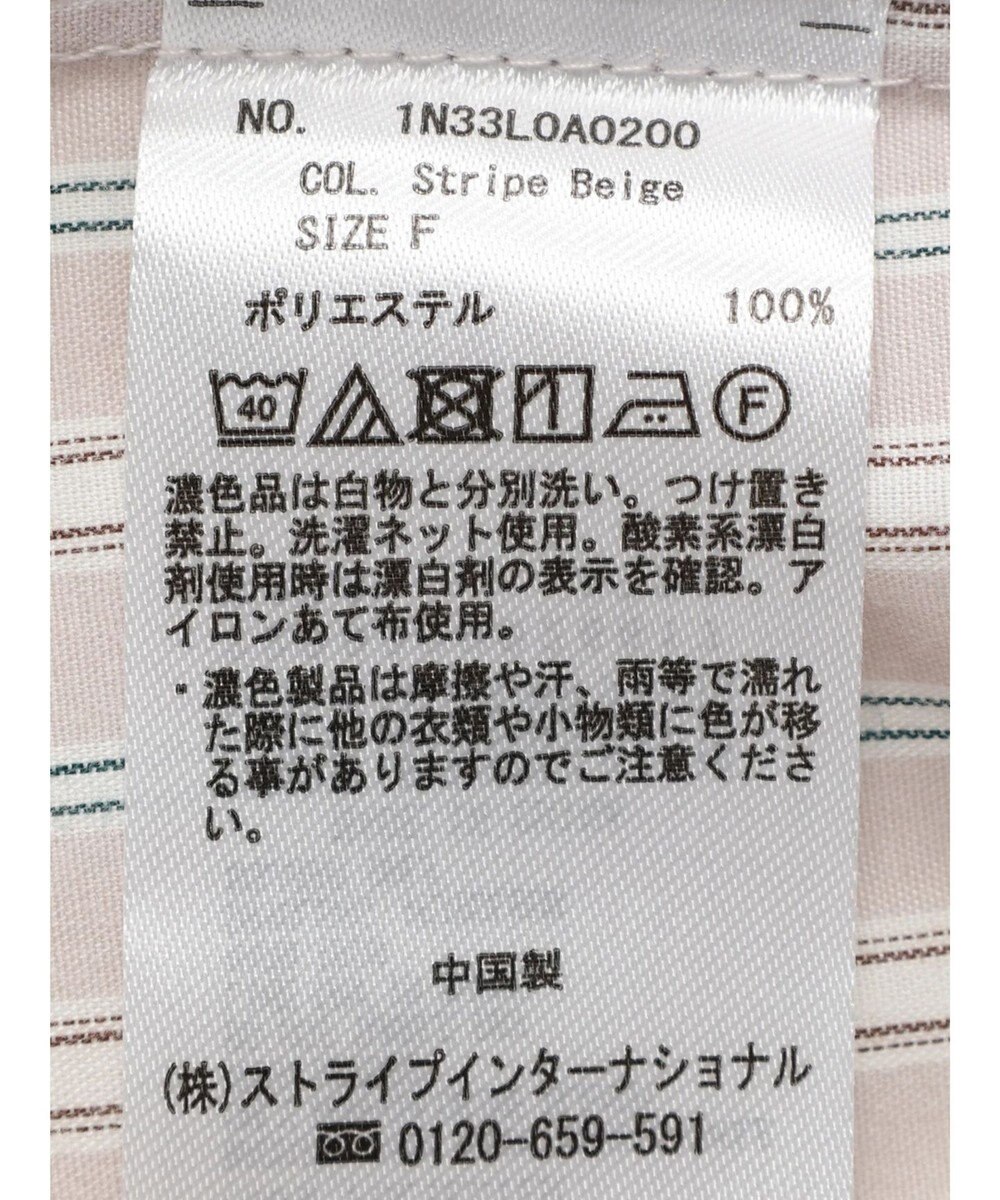 NO. 1N33L0A0200
COL. Stripe Beige
SIZE F
ポリエステル 100%
40
F
濃色品は白物と分別洗い。つけ置き
禁止。洗濯ネット使用。酸素系漂白
剤使用時は漂白剤の表示を確認。ア
イロンあて布使用。
・濃色製品は摩擦や汗、雨等で濡れ
た際に他の衣類や小物類に色が移
る事がありますのでご注意くださ
い。
中国製
(株)ストライプインターナショナル
0120-659-591